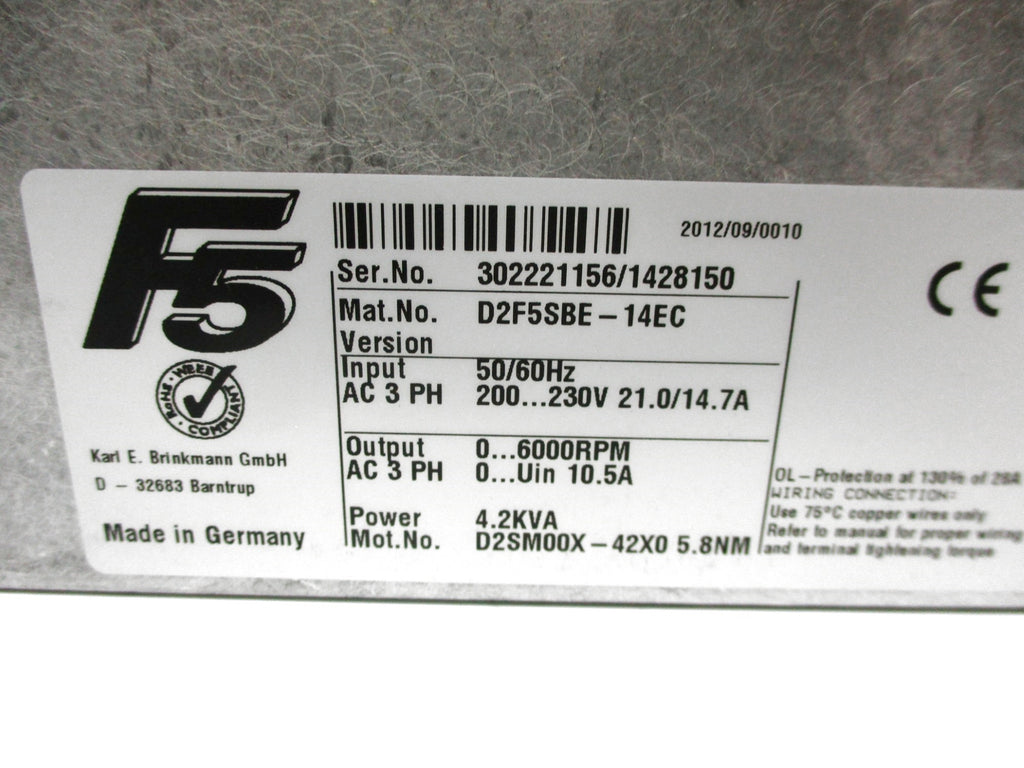 F5
2012/09/0010
Ser.No. 302221156/1428150
Mat.No. D2F5SBE-14EC
Version
Input 50/60Hz
AC 3 PH 200...230V 21.0/14.7A
Output 0...6000RPM
AC 3 PH 0...Uin 10.5A
Power 4.2KVA
Mot.No. D2SM00X-42X0 5.8NM
CE
RoHS · WEEE
COMPLIANT
Karl E. Brinkmann GmbH
D - 32683 Barntrup
Made in Germany
OL-Protection at 130% of 28A
WIRING CONNECTION:
Use 75°C copper wires only
Refer to manual for proper wiring
and terminal tightening torque